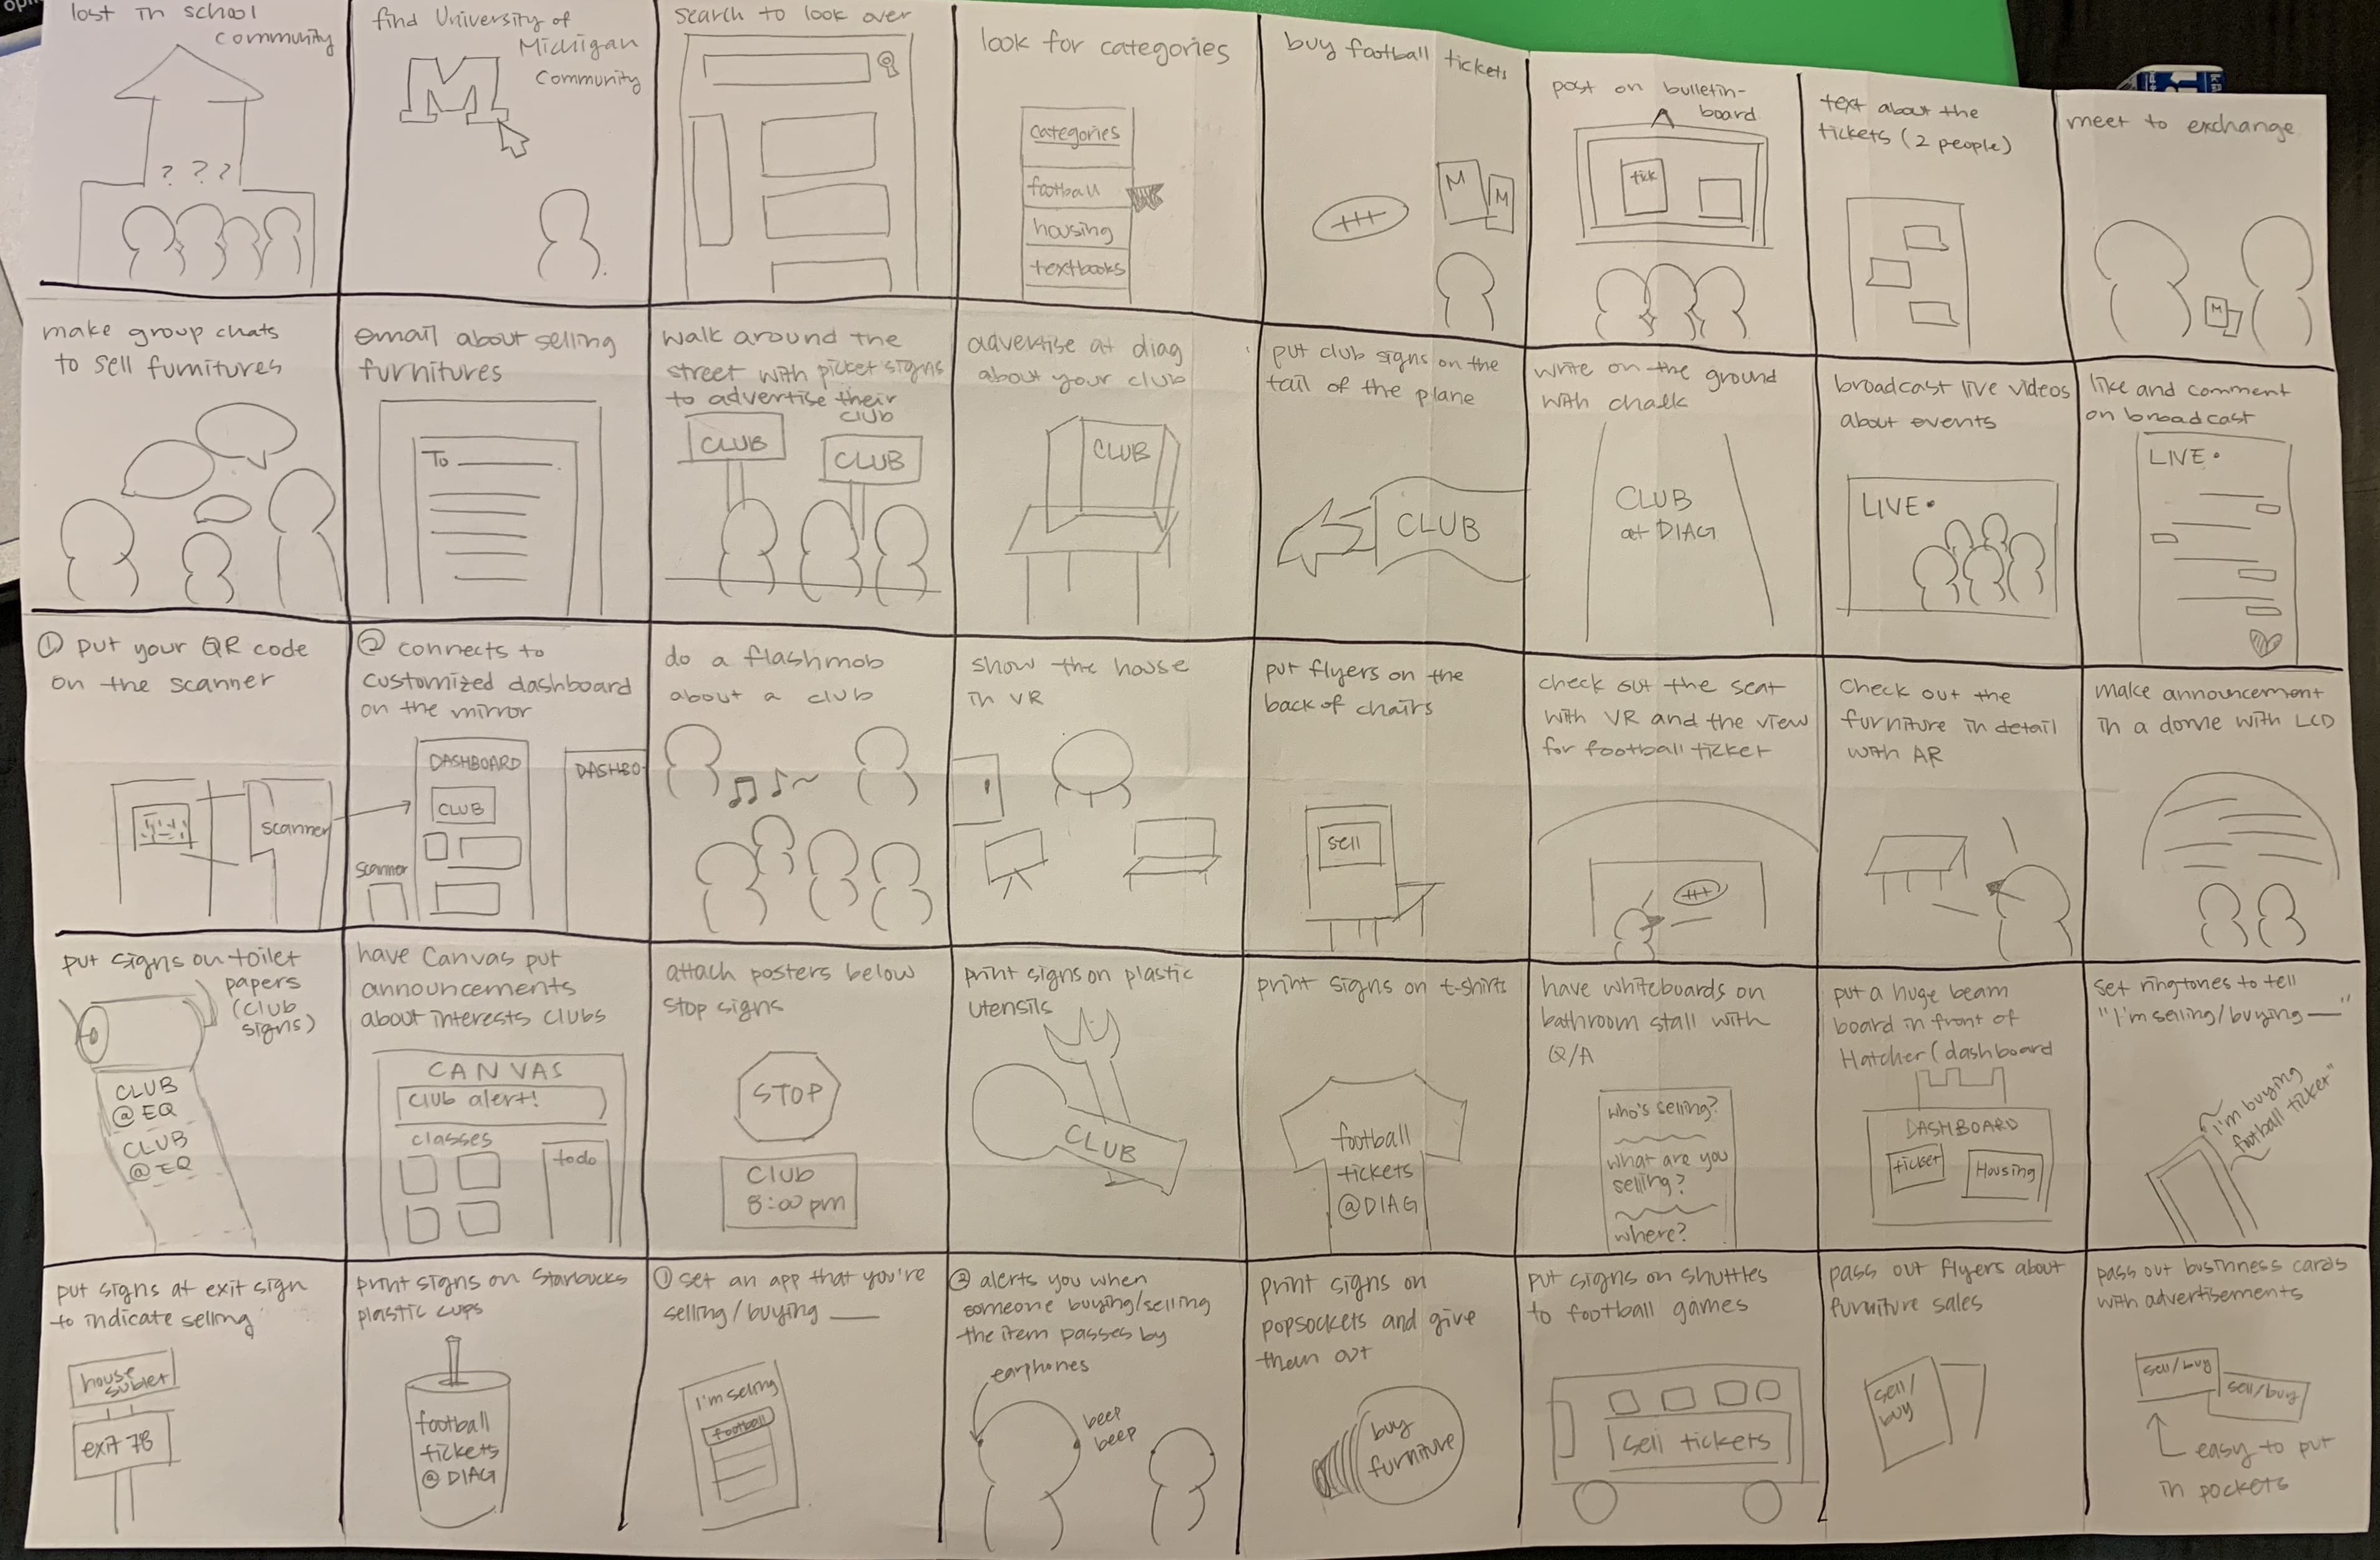 lost in school
community
? ? ?
find University of
Michigan
Community
M
search to look over
look for categories
categories
football
housing
textbooks
buy football tickets
M
M
post on bulletin-
board
tick
text about the
tickets (2 people)
meet to exchange
M
make group chats
to sell furnitures
email about selling
furnitures
To
walk around the
street with picket signs
to advertise their
club
CLUB
CLUB
advertise at diag
about your club
CLUB
put club signs on the
tail of the plane
CLUB
write on the ground
with chalk
CLUB
at DIAG
broadcast live videos
about events
LIVE•
like and comment
on broadcast
LIVE•
① put your QR code
on the scanner
scanner
② connects to
customized dashboard
on the mirror
DASHBOARD
CLUB
DASHBO
scanner
do a flashmob
about a club
show the house
in VR
put flyers on the
back of chairs
sell
check out the seat
with VR and the view
for football ticket
check out the
furniture in detail
with AR
make announcement
in a dome with LCD
put signs on toilet
papers
(club
signs)
CLUB
@EQ
CLUB
@EQ
have Canvas put
announcements
about interests clubs
CANVAS
club alert!
classes
todo
attach posters below
stop signs
STOP
CLUB
8:00 pm
print signs on plastic
utensils
CLUB
print signs on t-shirts
football
tickets
@DIAG
have whiteboards on
bathroom stall with
Q/A
who's selling?
what are you
selling?
where?
put a huge beam
board in front of
Hatcher (dashboard
DASHBOARD
ticket
Housing
set ringtones to tell
"I'm selling/buying —"
i'm buying
football ticket"
put signs at exit sign
to indicate selling
house
sublet
exit 7B
print signs on Starbucks
plastic cups
football
tickets
@ DIAG
① set an app that you're
selling/buying __
I'm seling
football
② alerts you when
someone buying/selling
the item passes by
earphones
beep
beep
print signs on
popsockets and give
them out
buy
furniture
put signs on shuttles
to football games
sell tickets
pass out flyers about
furniture sales
sell/
buy
pass out businness cards
with advertisements
sell/buy
sell/buy
easy to put
in pockets